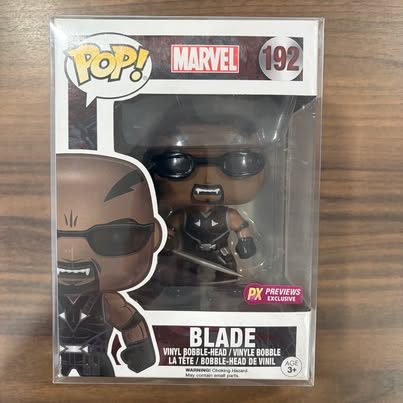 POP!
MARVEL
192
PX PREVIEWS
EXCLUSIVE
BLADE
VINYL BOBBLE-HEAD / VINYLE BOBBLE
LA TÊTE / BOBBLE-HEAD DE VINIL
WARNING! Choking Hazard.
May contain small parts.
AGE
3+